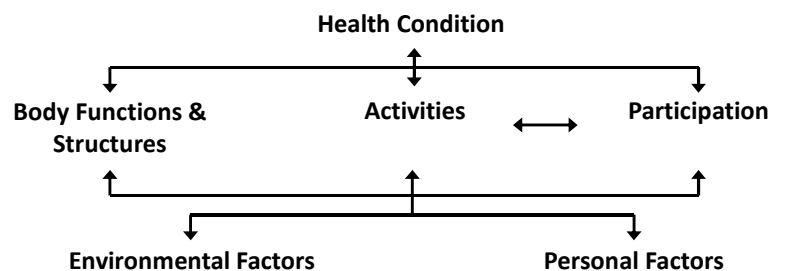 Health Condition
Body Functions &
Structures
Activities
Participation
Environmental Factors
Personal Factors